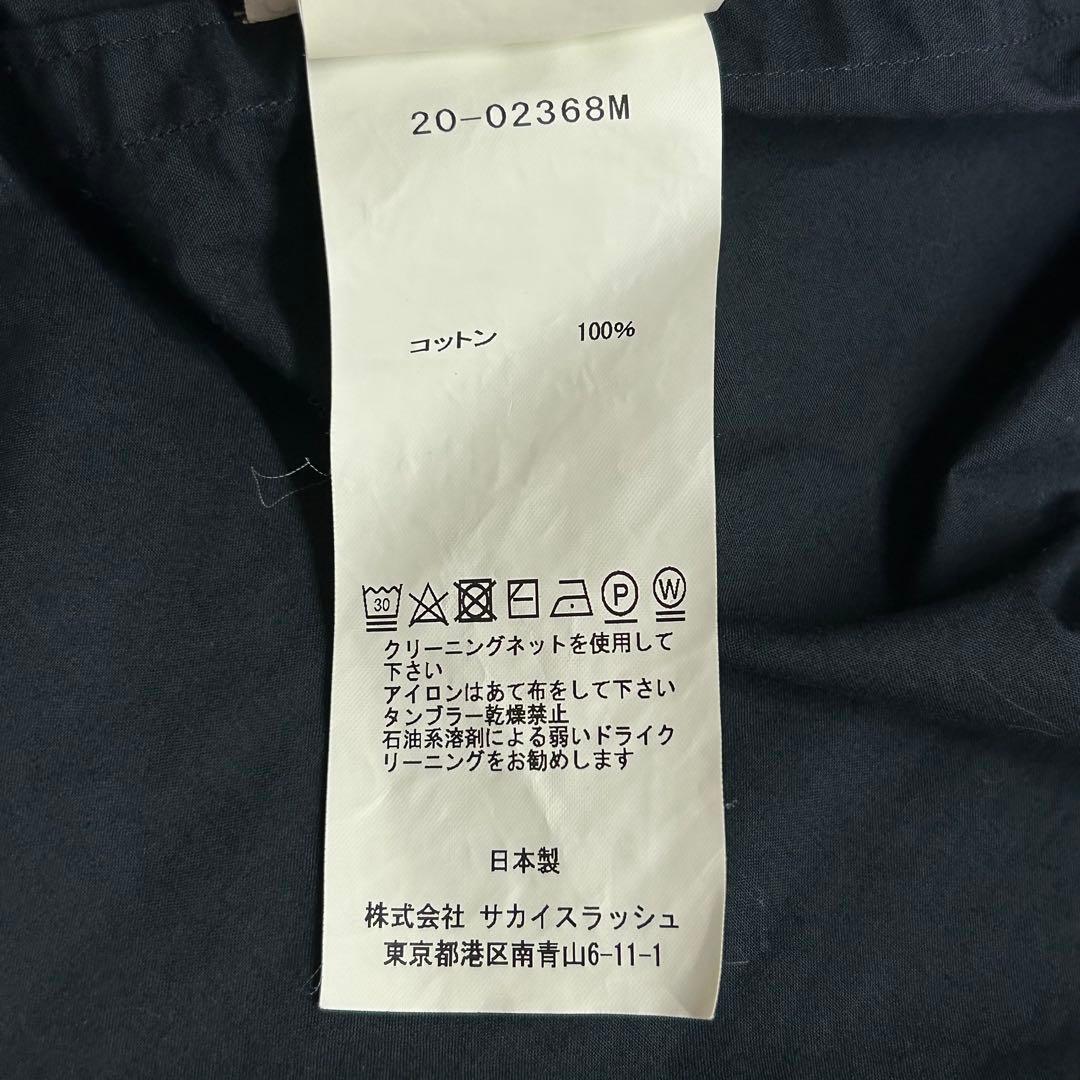 20-02368M
コットン 100%
30 P W
クリーニングネットを使用して
下さい
アイロンはあて布をして下さい
タンブラー乾燥禁止
石油系溶剤による弱いドライク
リーニングをお勧めします
日本製
株式会社 サカイスラッシュ
東京都港区南青山6-11-1